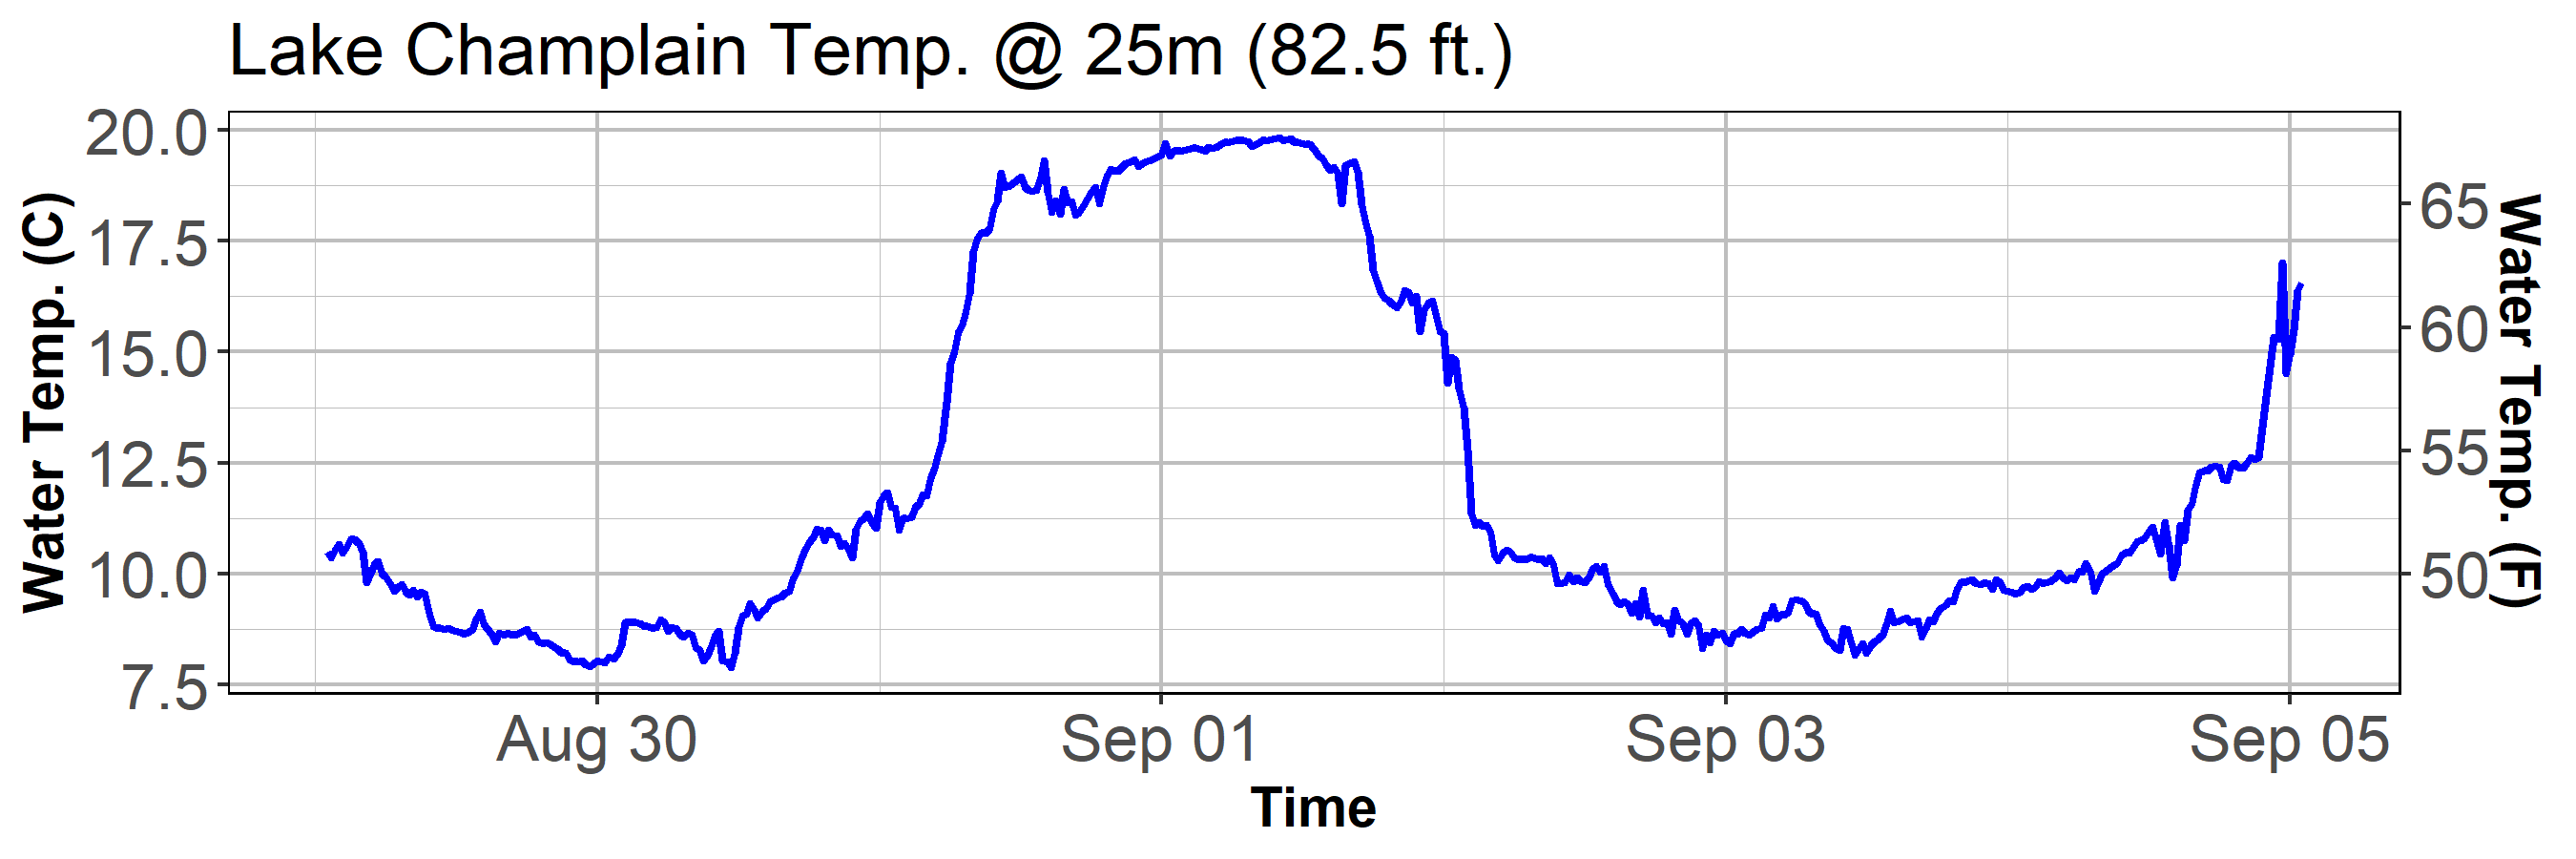 Lake Champlain Temp. @ 25m (82.5 ft.)
Water Temp. (C)
20.0
17.5
15.0
12.5
10.0
7.5
65
60
55
50
Water Temp. (F)
Aug 30 Sep 01 Sep 03 Sep 05
Time